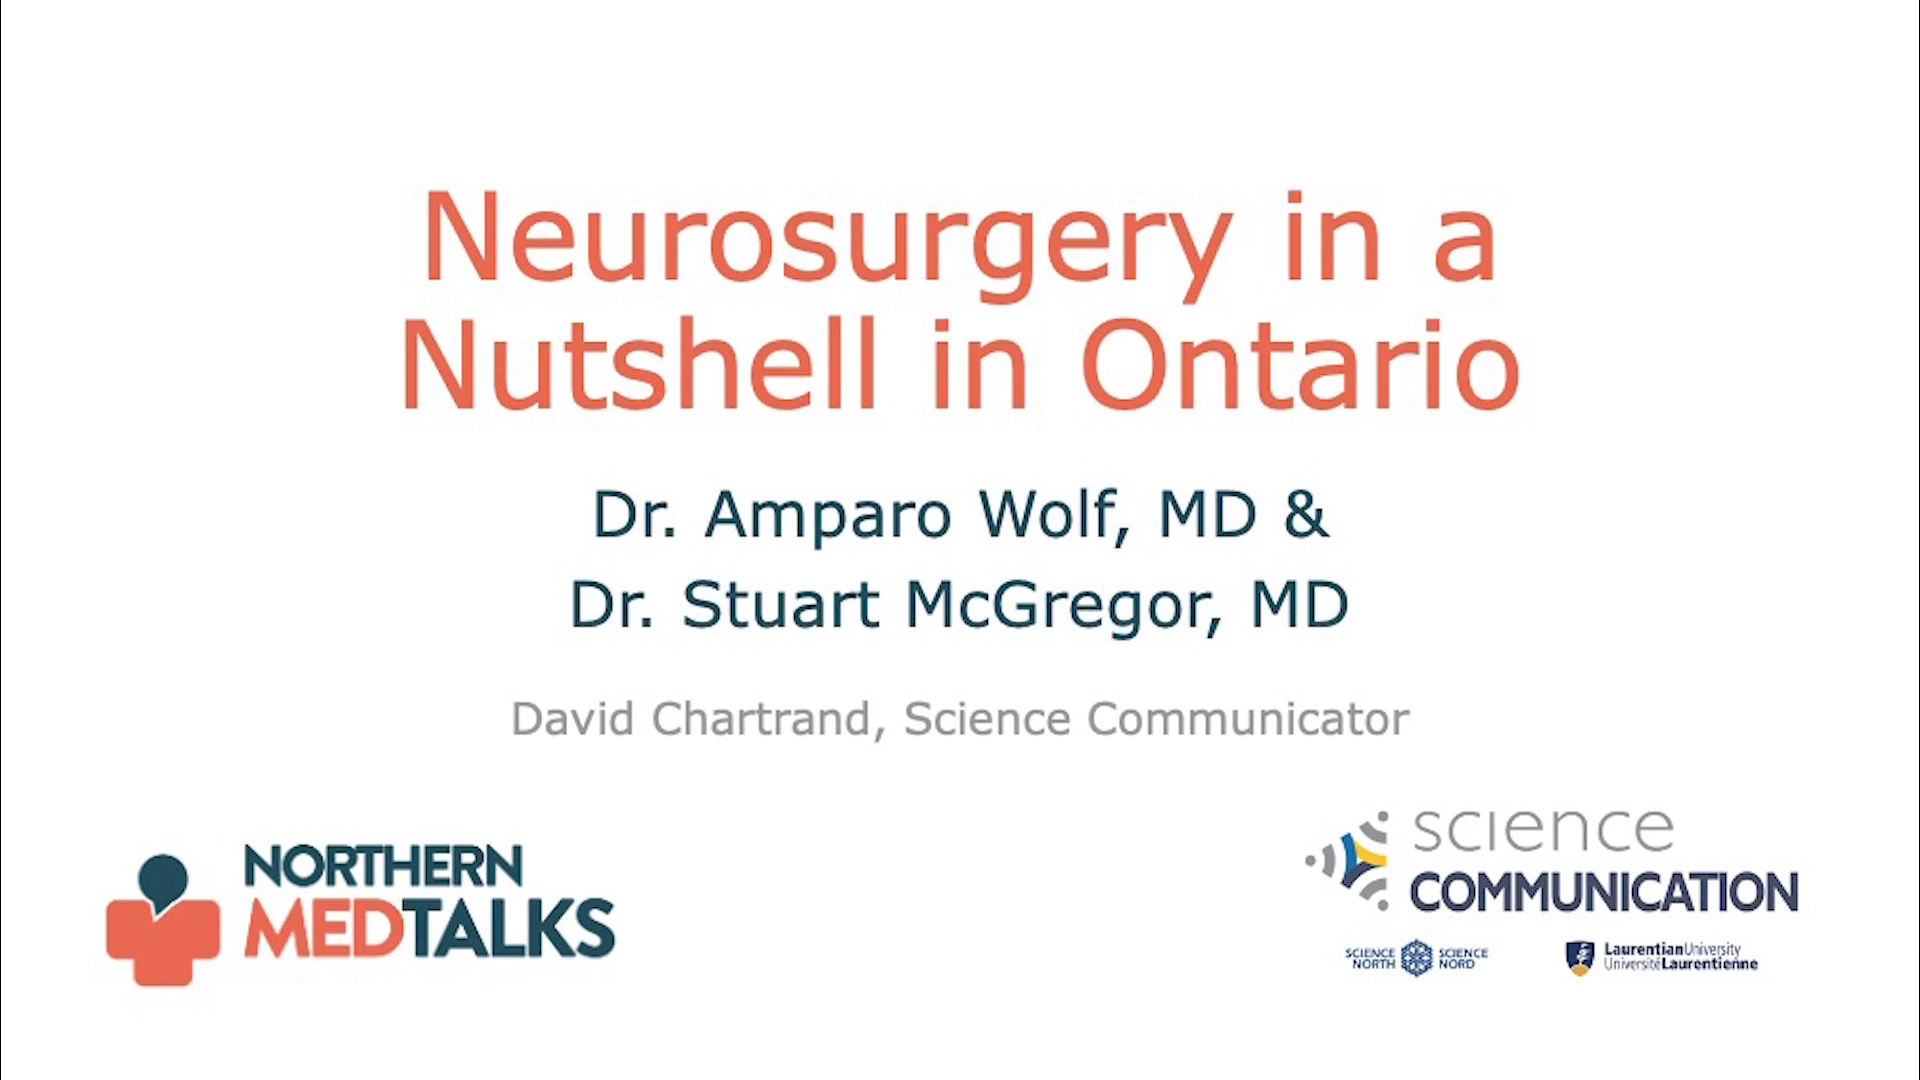 Neurosurgery in a
Nutshell in Ontario
Dr. Amparo Wolf, MD &
Dr. Stuart McGregor, MD
David Chartrand, Science Communicator
NORTHERN
MEDTALKS
science
COMMUNICATION
SCIENCE NORTH
SCIENCE NORD
LaurentianUniversity
UniversitéLaurentienne